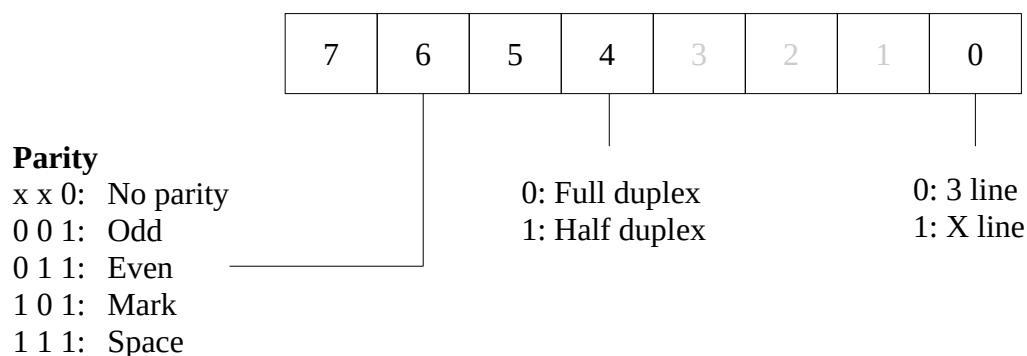 7 6 5 4 3 2 1 0
Parity
x x 0: No parity
0 0 1: Odd
0 1 1: Even
1 0 1: Mark
1 1 1: Space
0: Full duplex
1: Half duplex
0: 3 line
1: X line